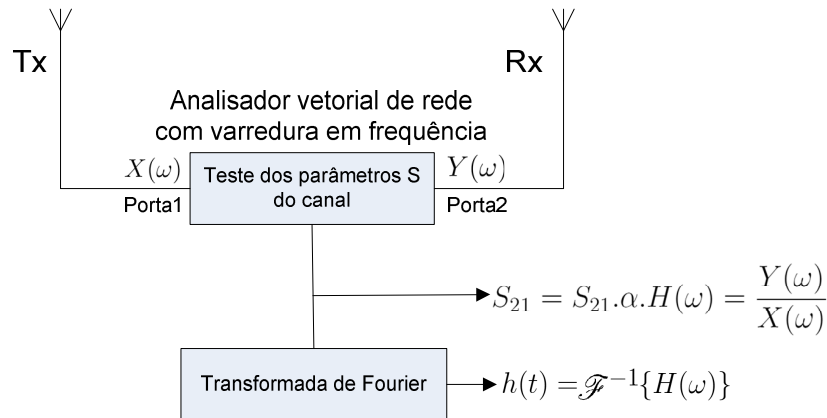 Tx
Rx
Analisador vetorial de rede
com varredura em frequência
X(ω)
Teste dos parâmetros S
do canal
Y(ω)
Porta1
Porta2
S₂₁ = S₂₁.α.H(ω) = Y(ω)/X(ω)
Transformada de Fourier
h(t) = ℱ⁻¹{H(ω)}